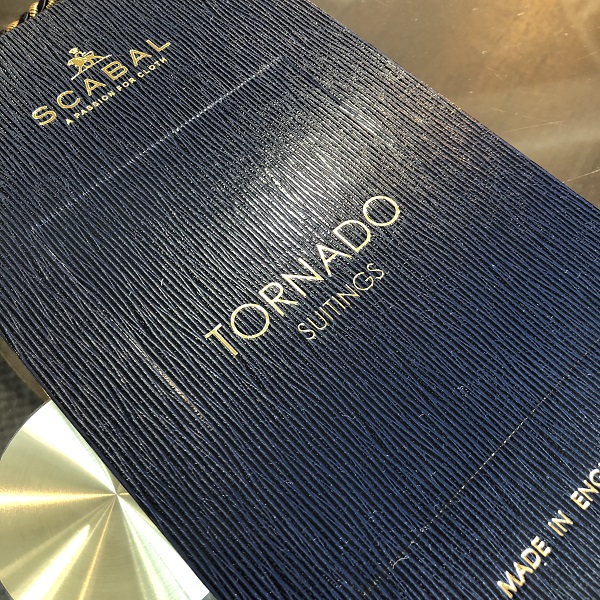 SCABAL
A PASSION FOR CLOTH
TORNADO
SUITINGS
MADE IN ENG